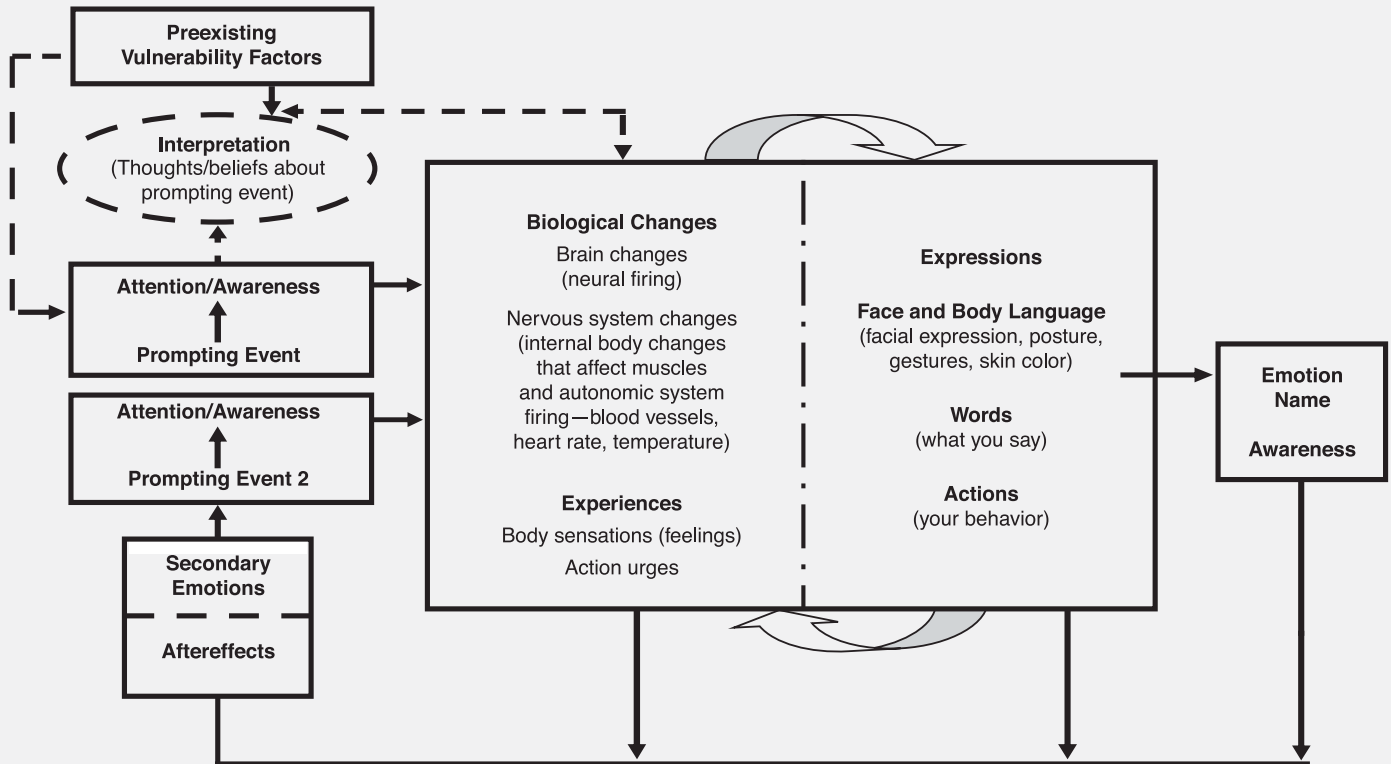 Preexisting
Vulnerability Factors
Interpretation
(Thoughts/beliefs about
prompting event)
Attention/Awareness
Prompting Event
Attention/Awareness
Prompting Event 2
Secondary
Emotions
Aftereffects
Biological Changes
Brain changes
(neural firing)
Nervous system changes
(internal body changes
that affect muscles
and autonomic system
firing—blood vessels,
heart rate, temperature)
Experiences
Body sensations (feelings)
Action urges
Expressions
Face and Body Language
(facial expression, posture,
gestures, skin color)
Words
(what you say)
Actions
(your behavior)
Emotion
Name
Awareness